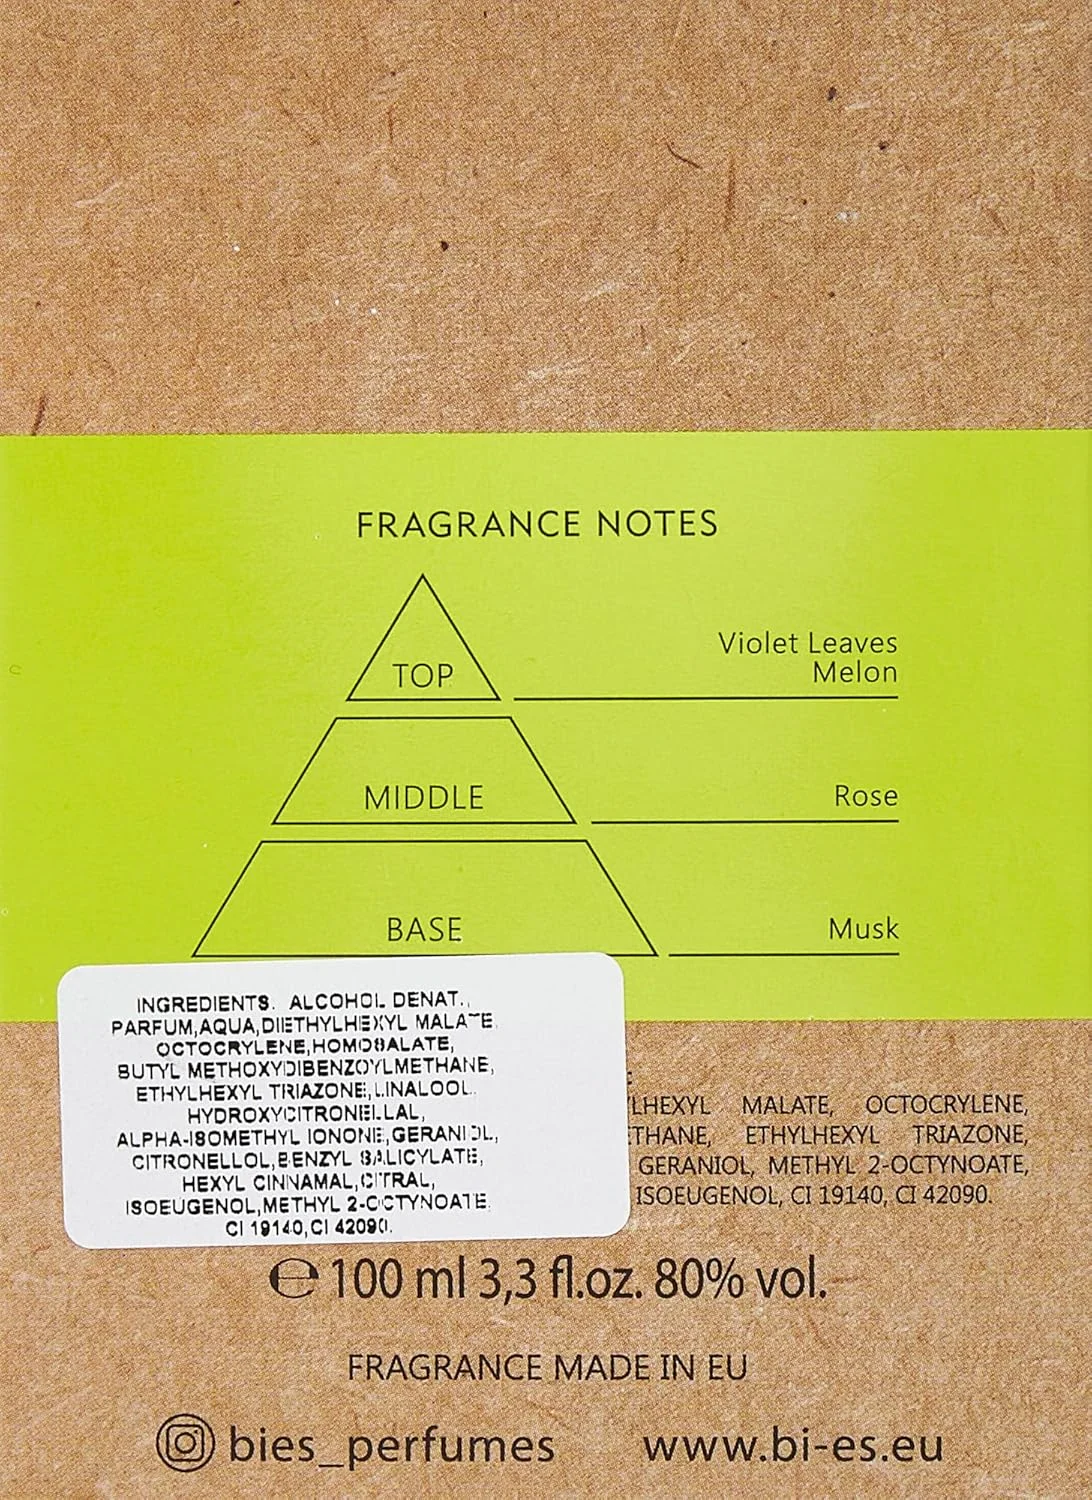 FRAGRANCE NOTES
Violet Leaves
TOP Melon
MIDDLE Rose
BASE Musk
INGREDIENTS. ALCOHOL DENAT.,
PARFUM,AQUA,DIETHYLHEXYL MALATE,
OCTOCRYLENE,HOMOSALATE,
BUTYL METHOXYDIBENZOYLMETHANE,
ETHYLHEXYL TRIAZONE,LINALOOL.
HYDROXYCITRONELLAL,
ALPHA-ISOMETHYL IONONE,GERANIOL,
CITRONELLOL,BENZYL SALICYLATE,
HEXYL CINNAMAL,CITRAL,
ISOEUGENOL,METHYL 2-OCTYNOATE.
CI 19140,CI 42090.
LHEXYL MALATE, OCTOCRYLENE,
THANE, ETHYLHEXYL TRIAZONE,
GERANIOL, METHYL 2-OCTYNOATE,
ISOEUGENOL, CI 19140, CI 42090.
℮ 100 ml 3,3 fl.oz. 80% vol.
FRAGRANCE MADE IN EU
bies_perfumes www.bi-es.eu